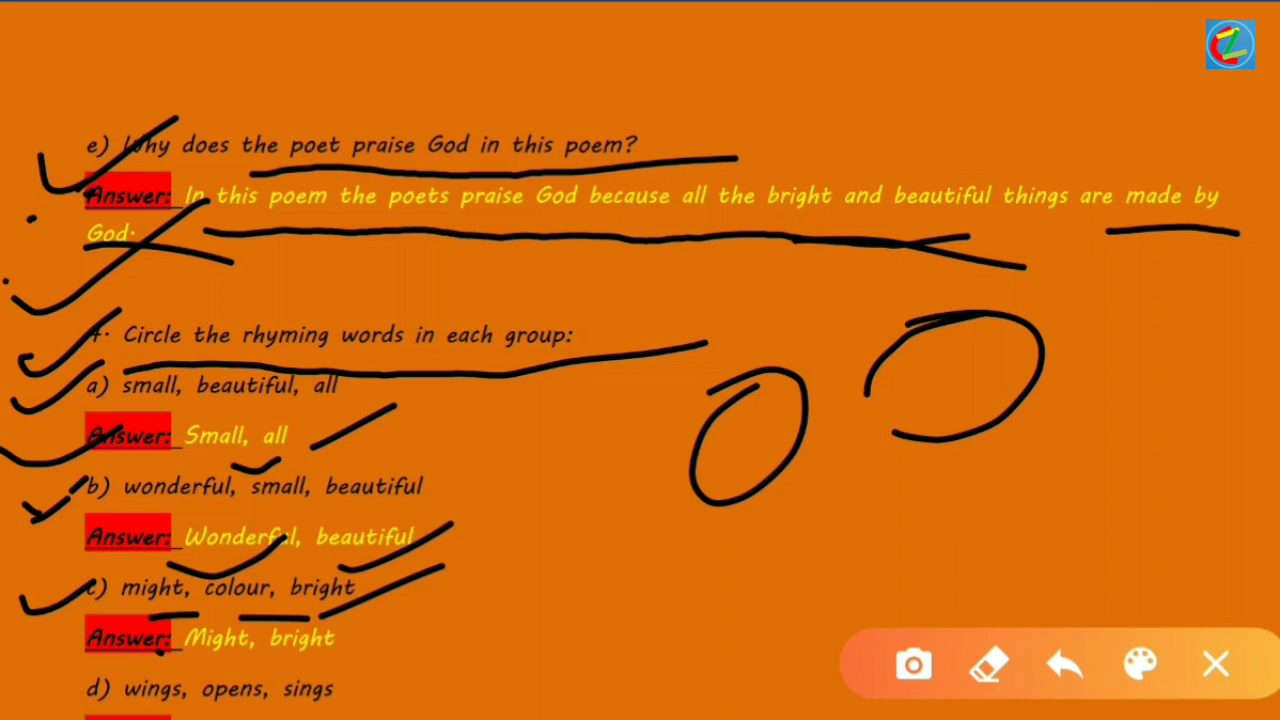 e) Why does the poet praise God in this poem?
Answer: In this poem the poets praise God because all the bright and beautiful things are made by
God.
4. Circle the rhyming words in each group:
a) small, beautiful, all
Answer: Small, all
b) wonderful, small, beautiful
Answer: Wonderful, beautiful
c) might, colour, bright
Answer: Might, bright
d) wings, opens, sings